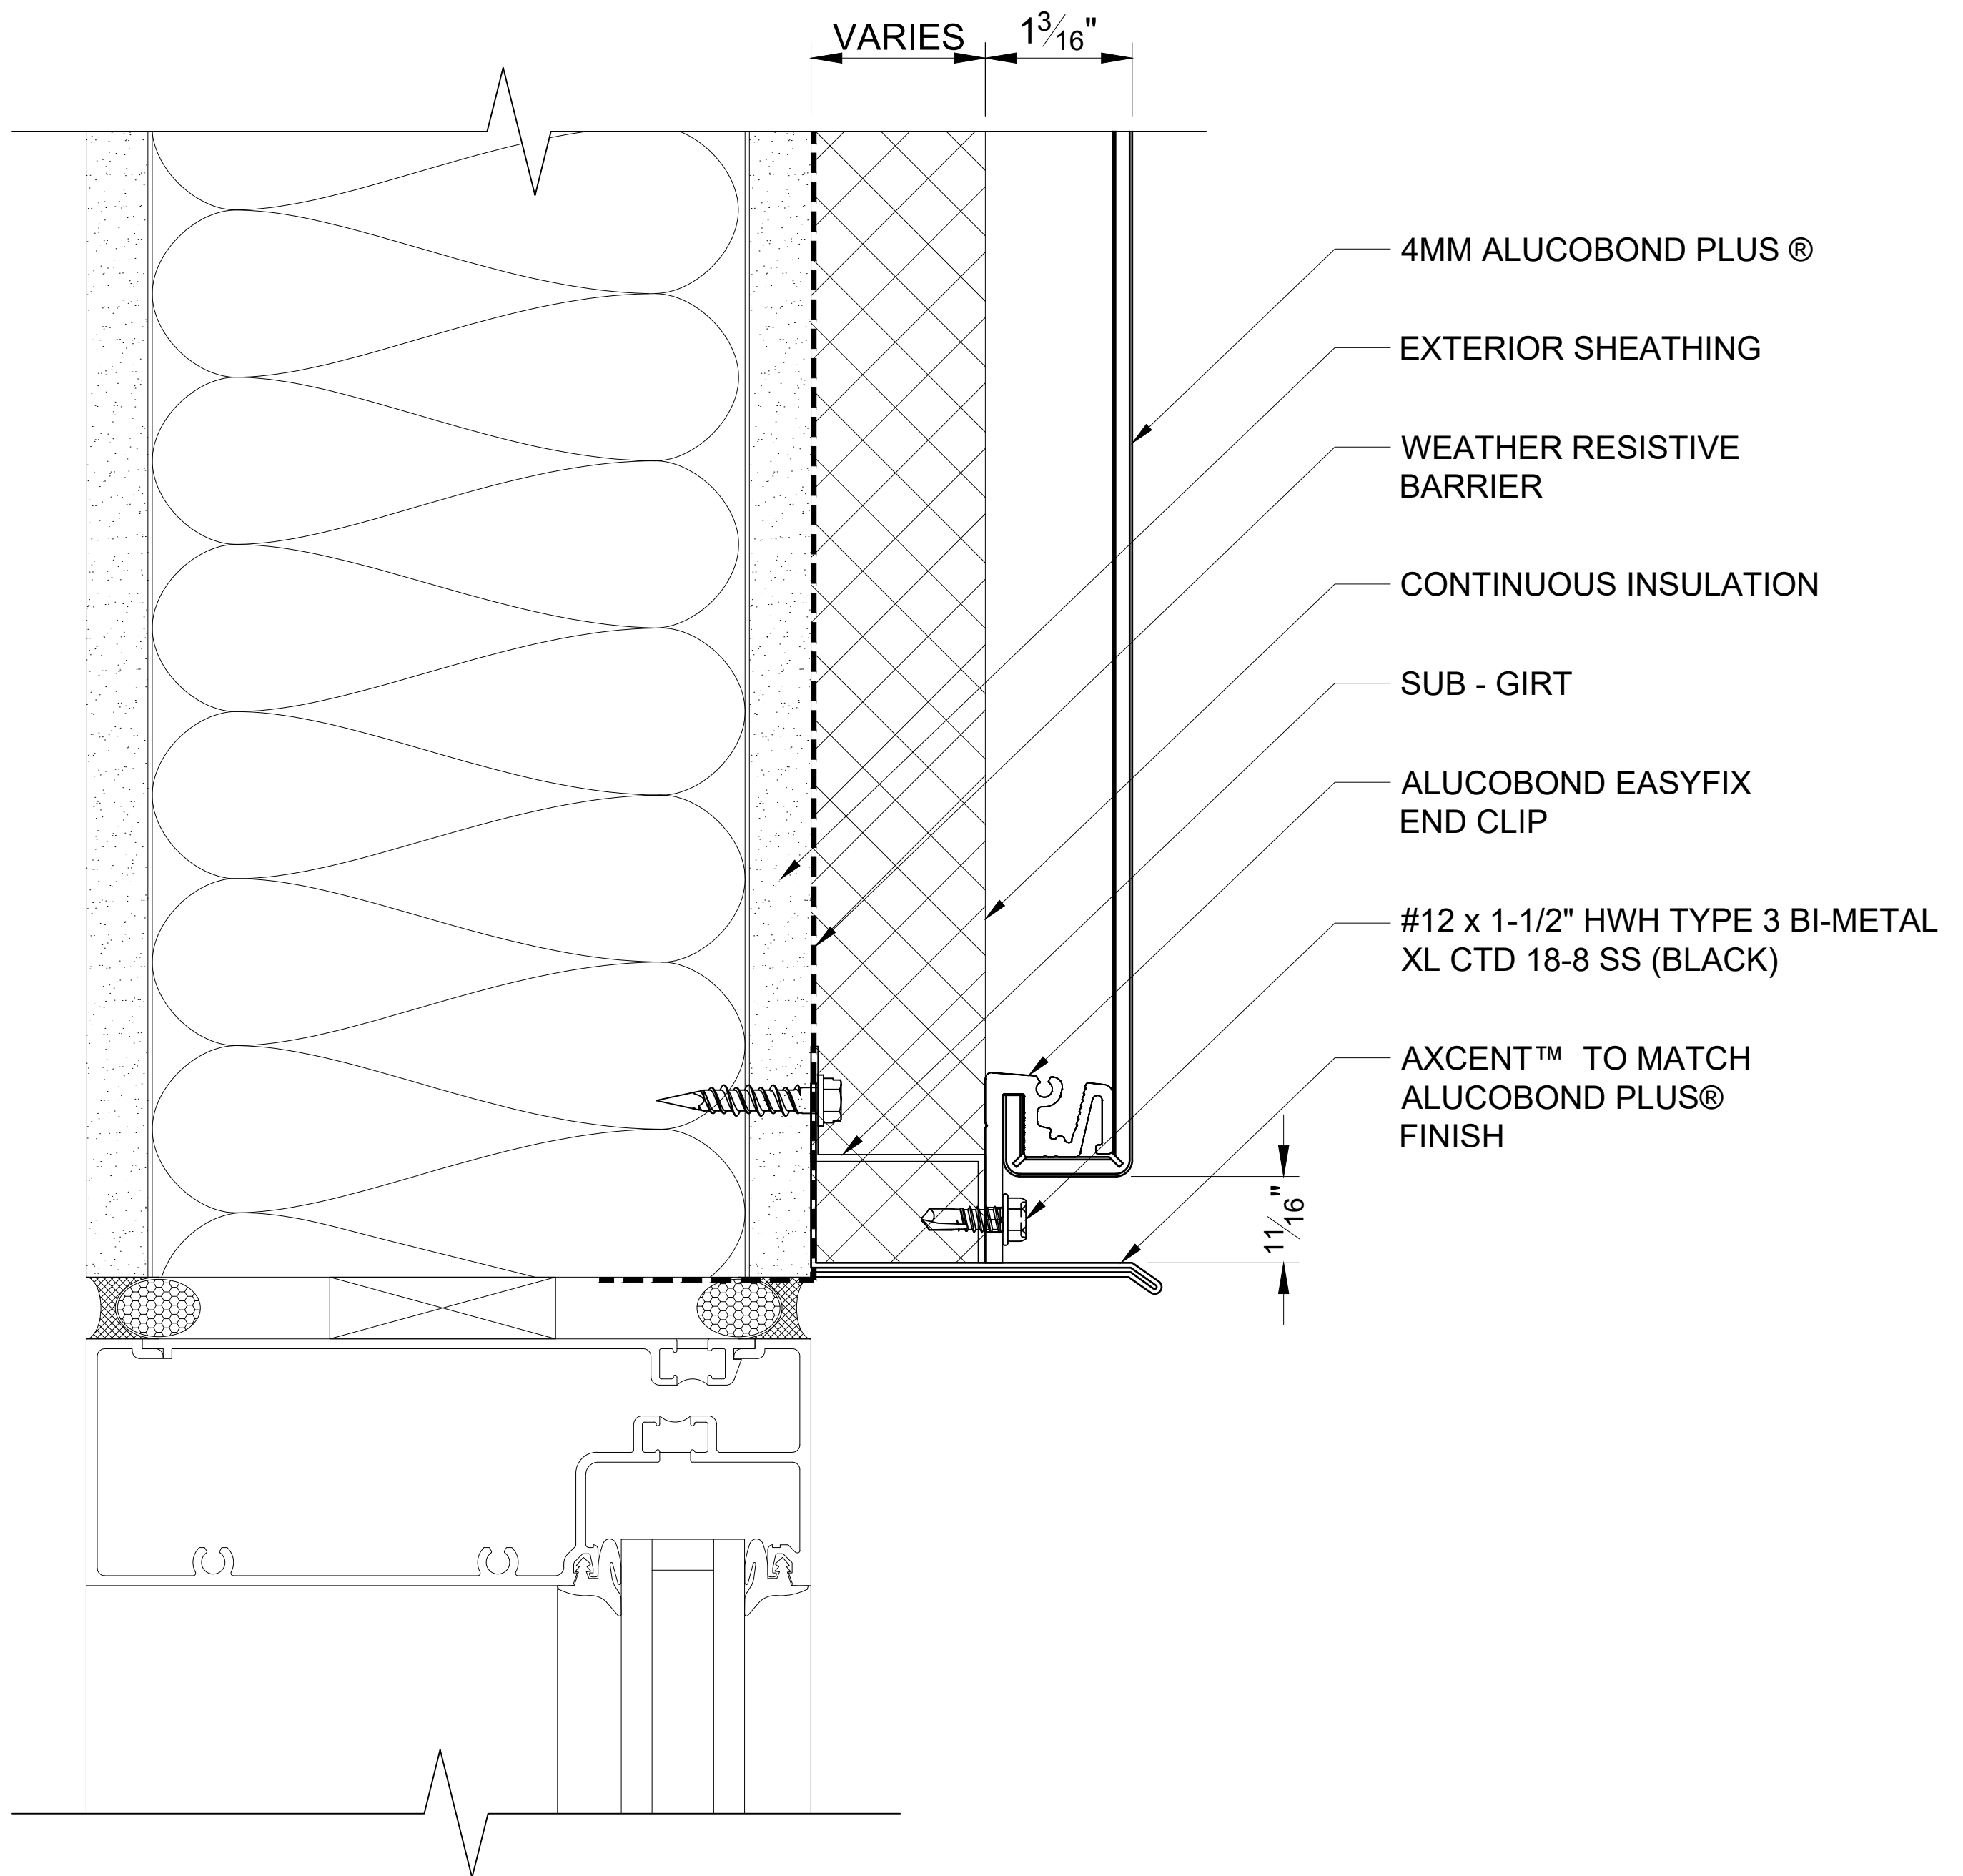 VARIES
1 3/16"
4MM ALUCOBOND PLUS ®
EXTERIOR SHEATHING
WEATHER RESISTIVE
BARRIER
CONTINUOUS INSULATION
SUB - GIRT
ALUCOBOND EASYFIX
END CLIP
#12 x 1-1/2" HWH TYPE 3 BI-METAL
XL CTD 18-8 SS (BLACK)
AXCENT™ TO MATCH
ALUCOBOND PLUS®
FINISH
11/16"